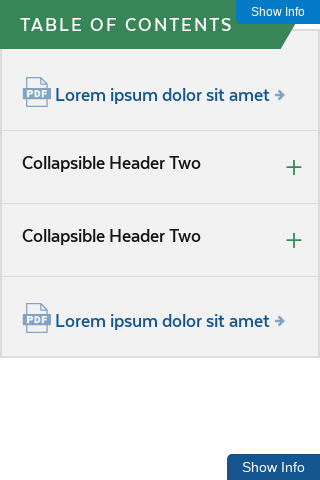 Show Info
TABLE OF CONTENTS
PDF Lorem ipsum dolor sit amet
Collapsible Header Two
Collapsible Header Two
PDF Lorem ipsum dolor sit amet
Show Info